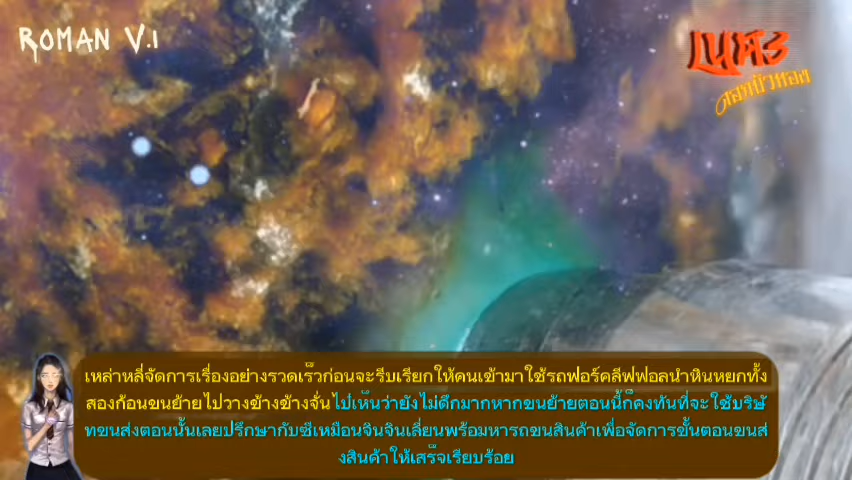 ROMAN V.1
เนตร
ดอกบัวทอง
เหล่าหลี่จัดการเรื่องอย่างรวดเร็วก่อนจะรีบเรียกให้คนเข้ามาใช้รถฟอร์คลีฟฟอลนำหินหยกทั้ง
สองก้อนขนย้ายไปวางข้างข้างจั่นไป่เห็นว่ายังไม่ดึกมากหากขนย้ายตอนนี้ก็คงทันที่จะใช้บริษั
ทขนส่งตอนนั้นเลยปรึกษากับซีเหมือนจินจินเลี่ยนพร้อมหารถขนสินค้าเพื่อจัดการขั้นตอนขนส่
งสินค้าให้เสร็จเรียบร้อย